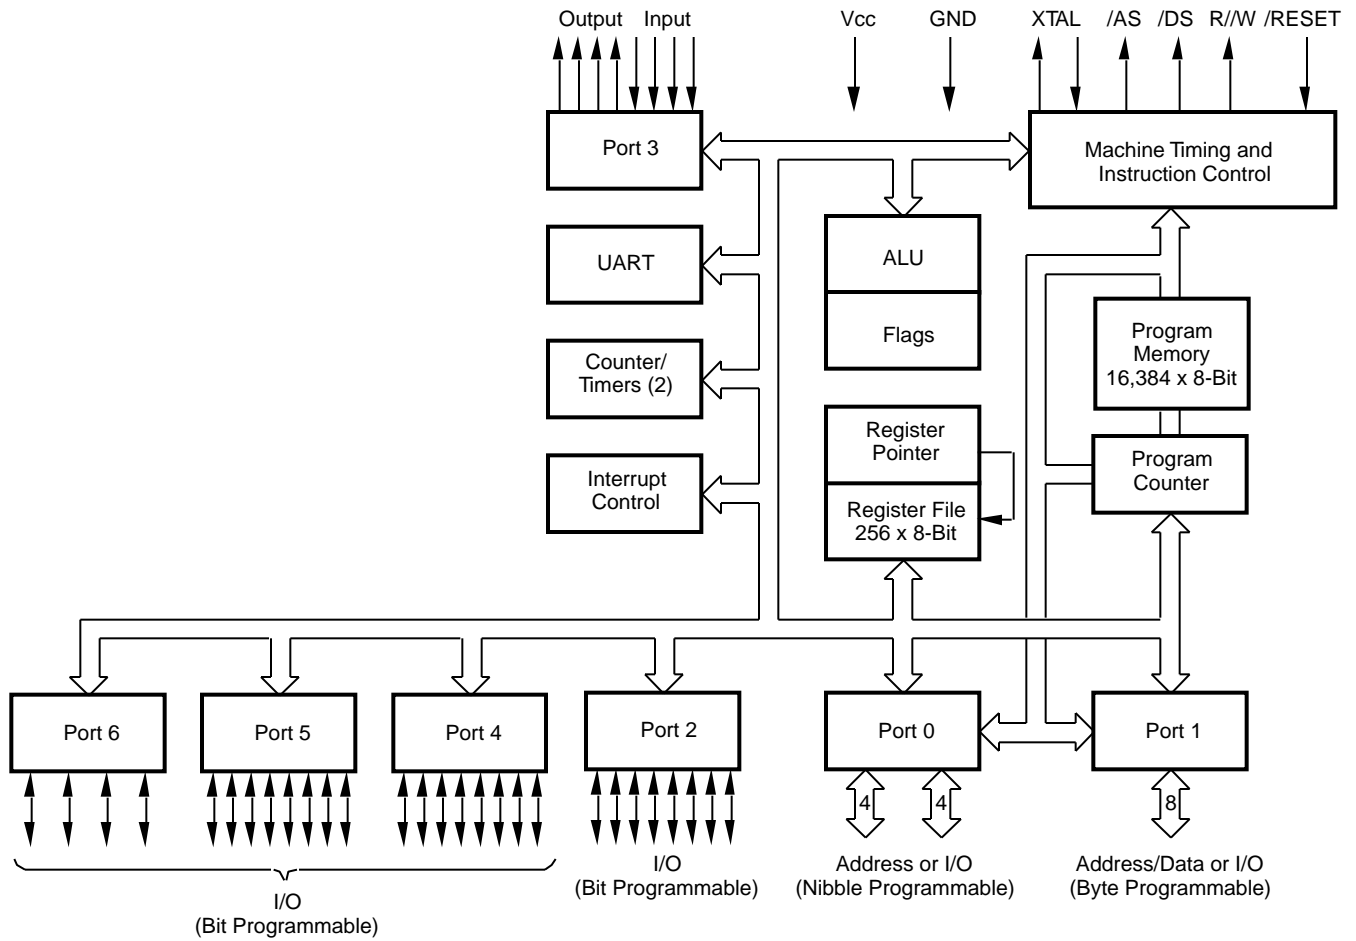 Output Input Vcc GND XTAL /AS /DS R//W /RESET
Port 3
Machine Timing and
Instruction Control
UART
ALU
Flags
Program
Memory
16,384 x 8-Bit
Counter/
Timers (2)
Register
Pointer
Program
Counter
Interrupt
Control
Register File
256 x 8-Bit
Port 6
Port 5
Port 4
Port 2
Port 0
Port 1
4
4
8
I/O
(Bit Programmable)
I/O
(Bit Programmable)
Address or I/O
(Nibble Programmable)
Address/Data or I/O
(Byte Programmable)